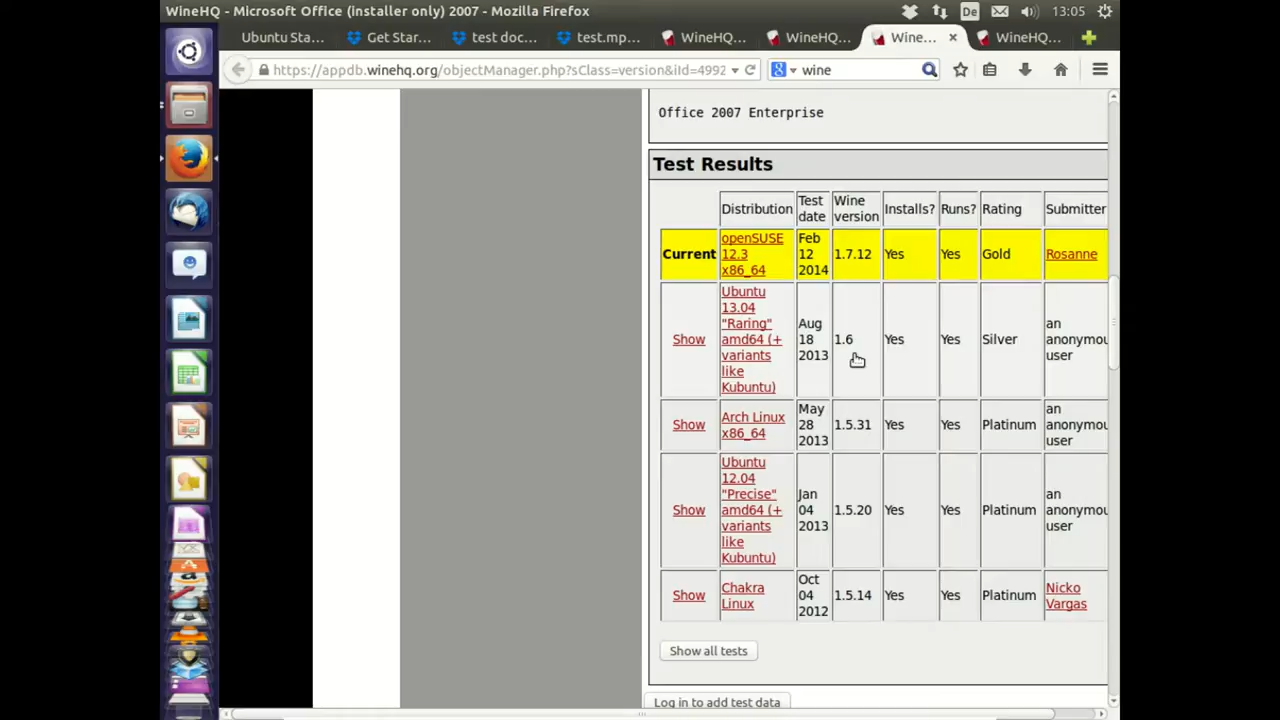 WineHQ - Microsoft Office (installer only) 2007 - Mozilla Firefox
De
13:05
Ubuntu Sta...
Get Star...
test doc...
test.mp...
WineHQ...
WineHQ...
Wine...
WineHQ...
https://appdb.winehq.org/objectManager.php?sClass=version&iId=4992
wine
Office 2007 Enterprise
Test Results
Distribution
Test
date
Wine
version
Installs?
Runs?
Rating
Submitter
Current
openSUSE
12.3
x86_64
Feb
12
2014
1.7.12
Yes
Yes
Gold
Rosanne
Show
Ubuntu
13.04
"Raring"
amd64 (+
variants
like
Kubuntu)
Aug
18
2013
1.6
Yes
Yes
Silver
an
anonymou
user
Show
Arch Linux
x86_64
May
28
2013
1.5.31
Yes
Yes
Platinum
an
anonymou
user
Show
Ubuntu
12.04
"Precise"
amd64 (+
variants
like
Kubuntu)
Jan
04
2013
1.5.20
Yes
Yes
Platinum
an
anonymou
user
Show
Chakra
Linux
Oct
04
2012
1.5.14
Yes
Yes
Platinum
Nicko
Vargas
Show all tests
Log in to add test data